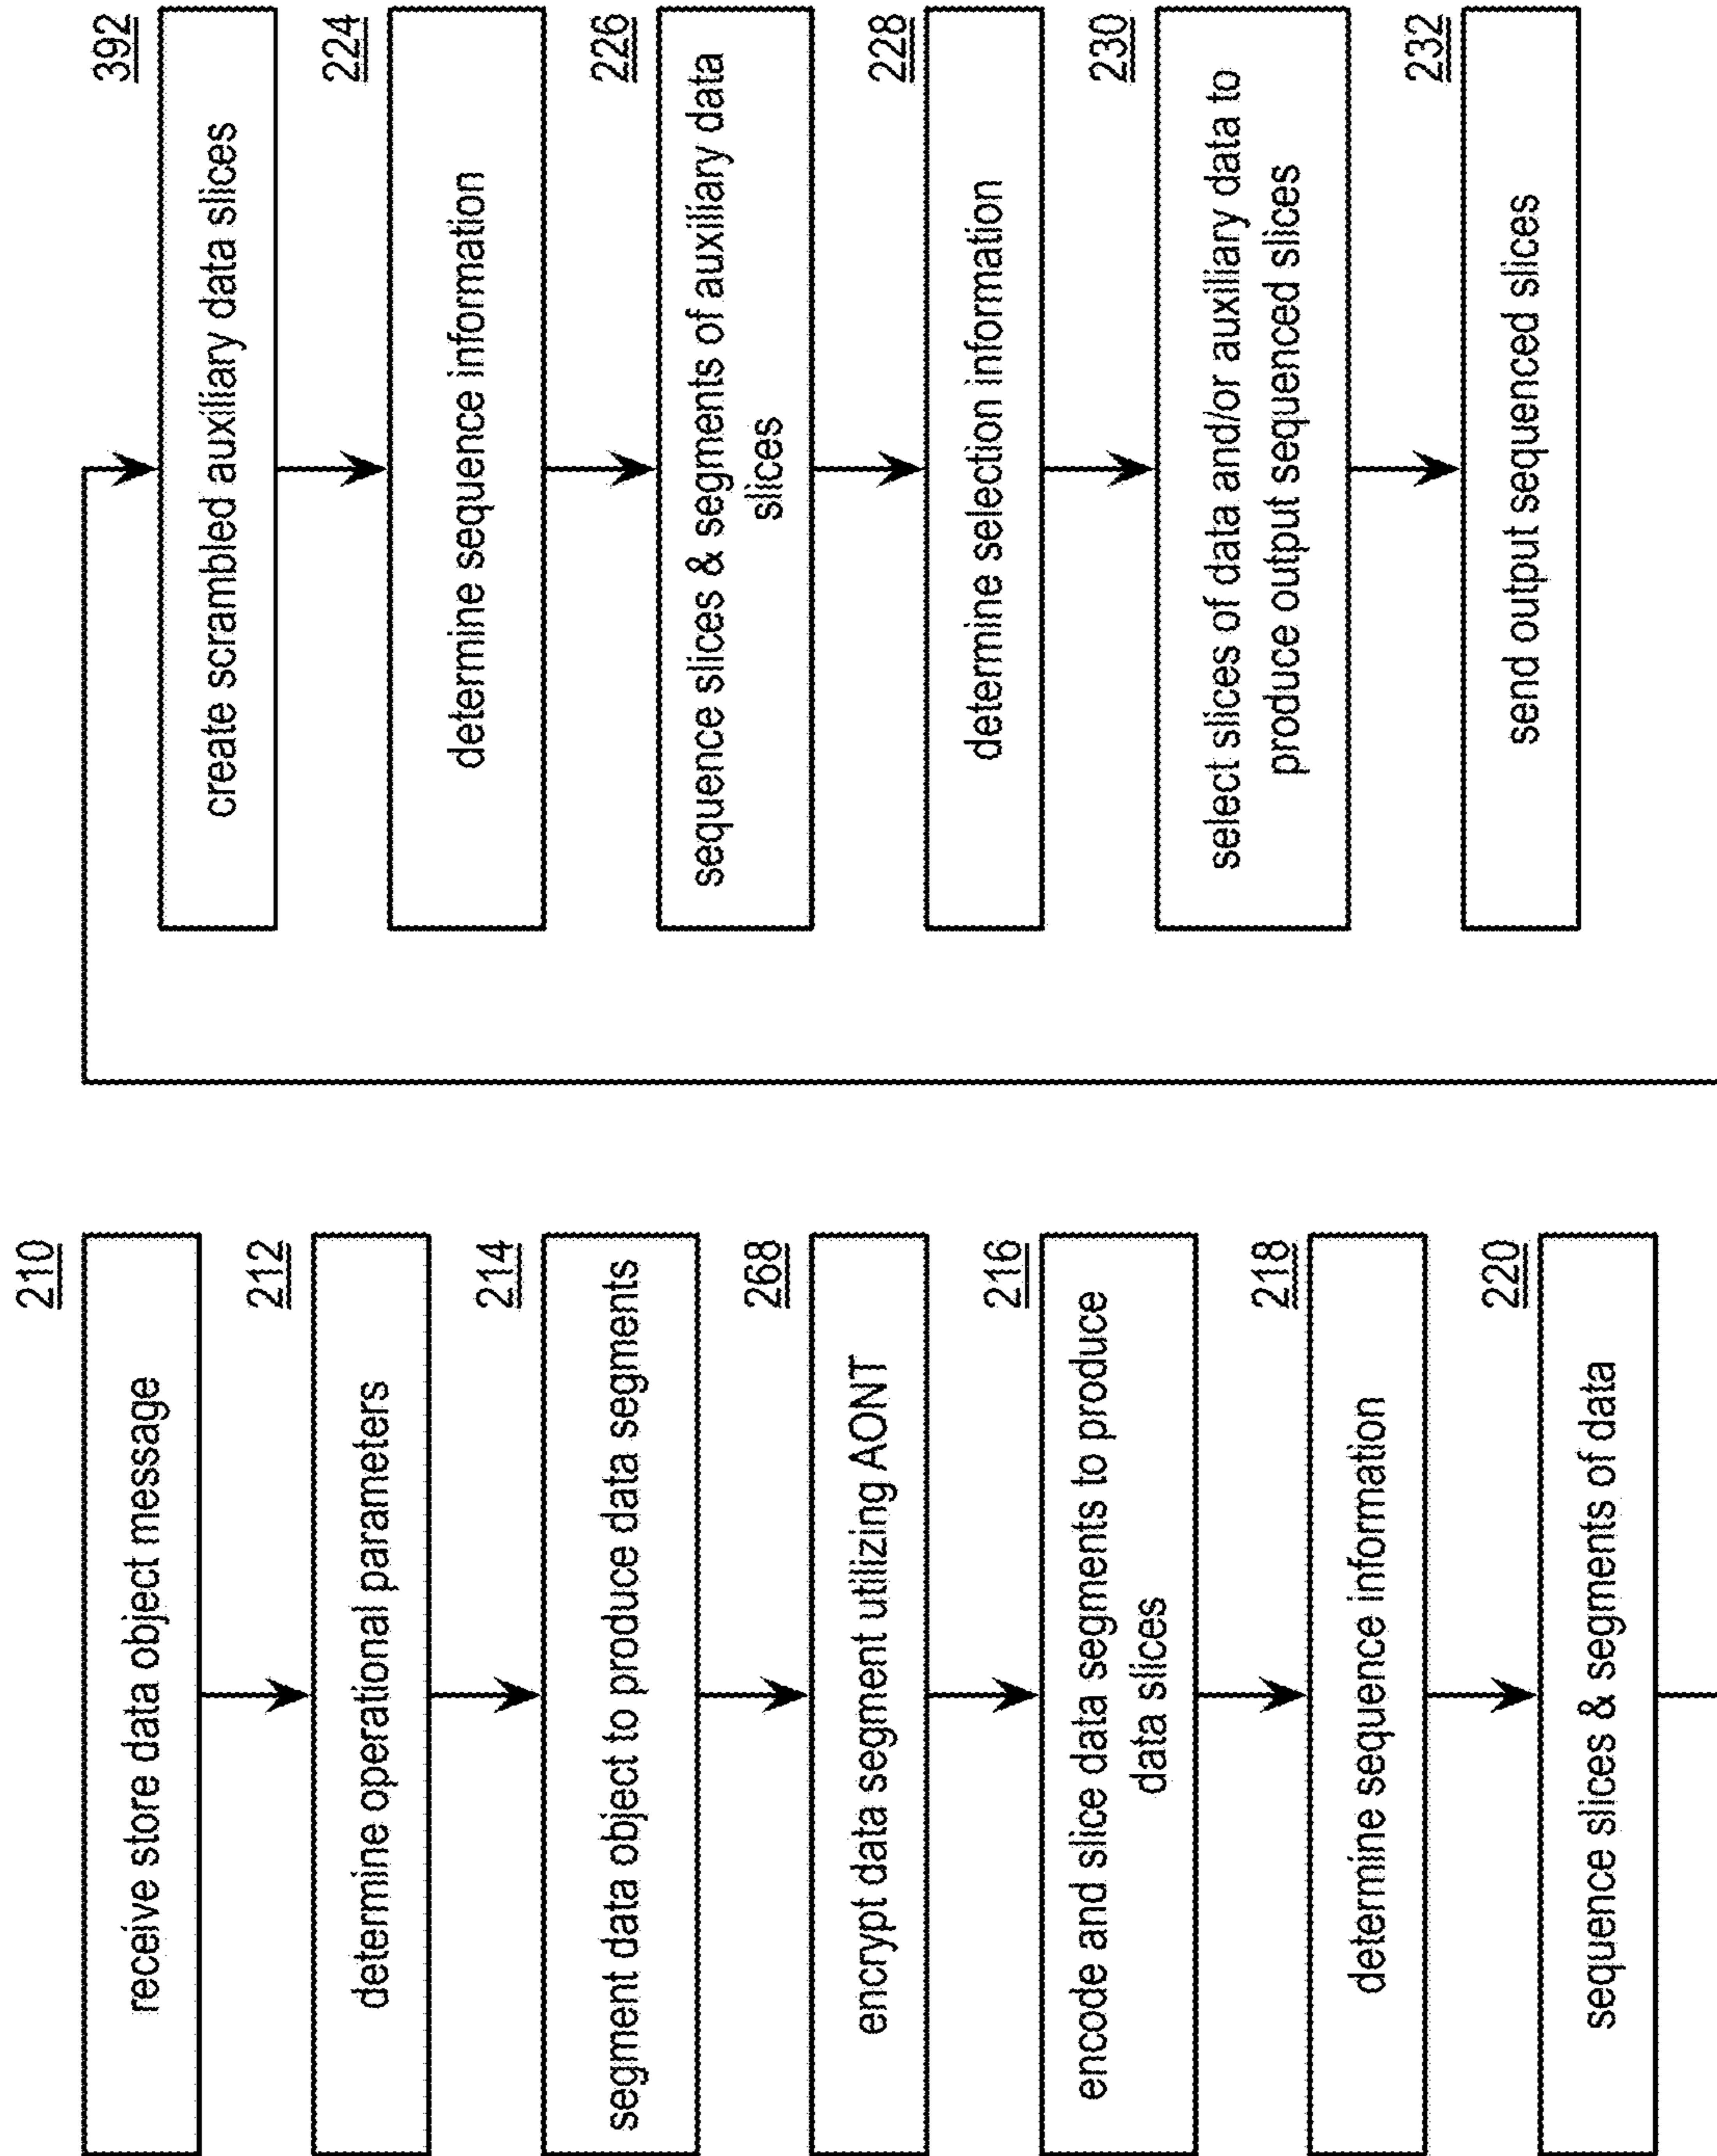 210
receive store data object message
212
determine operational parameters
214
segment data object to produce data segments
268
encrypt data segment utilizing AONT
216
encode and slice data segments to produce
data slices
218
determine sequence information
220
sequence slices & segments of data
392
create scrambled auxiliary data slices
224
determine sequence information
226
sequence slices & segments of auxiliary data
slices
228
determine selection information
230
select slices of data and/or auxiliary data to
produce output sequenced slices
232
send output sequenced slices